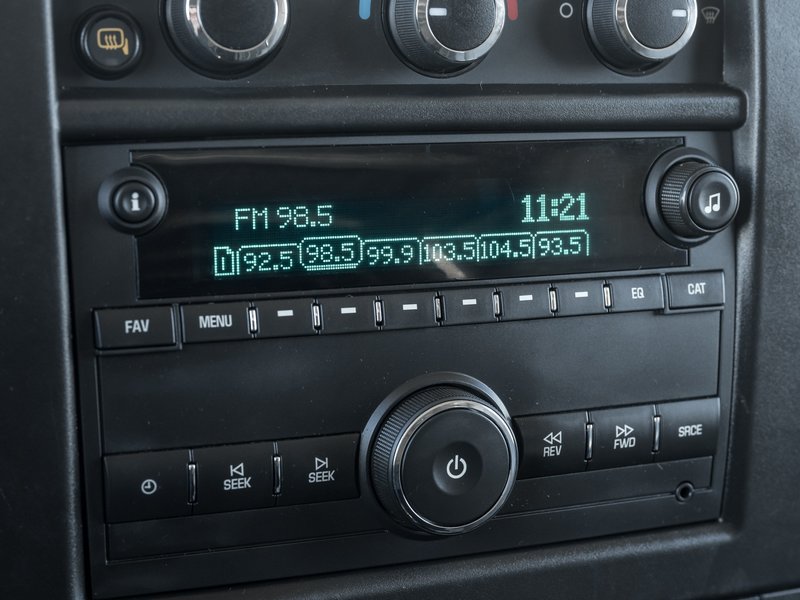 i
FM 98.5 11:21
1 92.5 98.5 99.9 103.5 104.5 93.5
FAV MENU EQ CAT
SEEK SEEK REV FWD SRCE